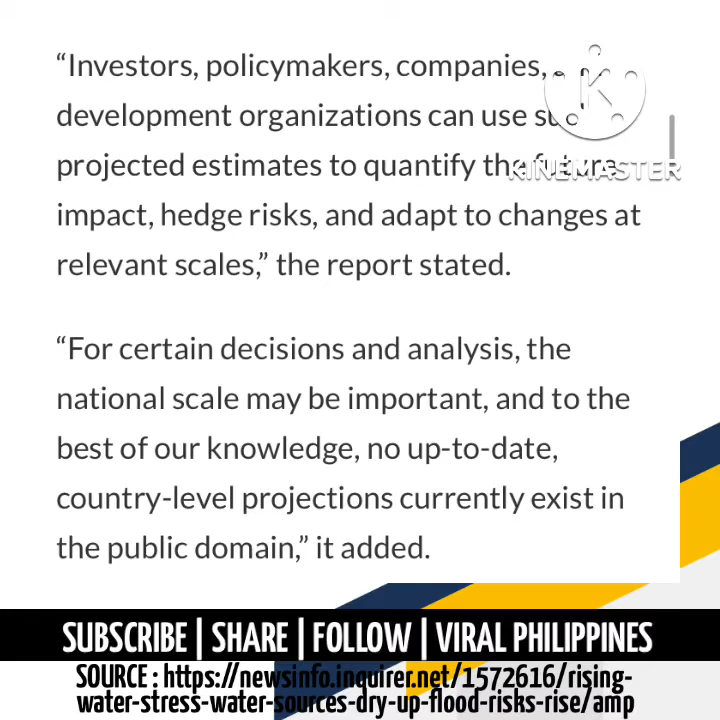 “Investors, policymakers, companies,
development organizations can use such
projected estimates to quantify the future
impact, hedge risks, and adapt to changes at
relevant scales,” the report stated.
“For certain decisions and analysis, the
national scale may be important, and to the
best of our knowledge, no up-to-date,
country-level projections currently exist in
the public domain,” it added.
KINEMASTER
SUBSCRIBE | SHARE | FOLLOW | VIRAL PHILIPPINES
SOURCE : https://newsinfo.inquirer.net/1572616/rising-
water-stress-water-sources-dry-up-flood-risks-rise/amp